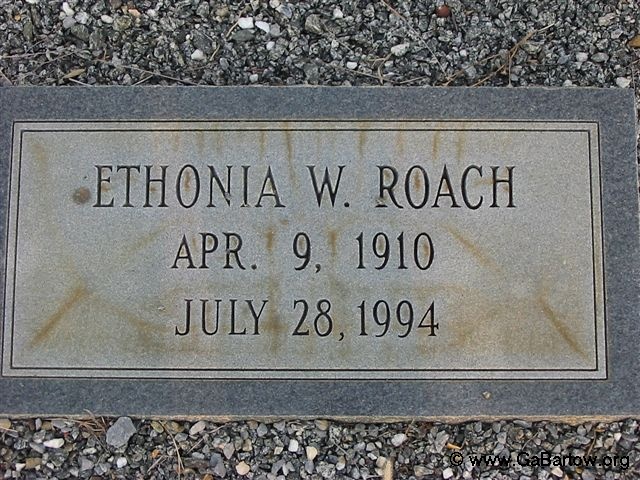 ETHONIA W. ROACH
APR. 9, 1910
JULY 28, 1994
© www.GaBartow.org